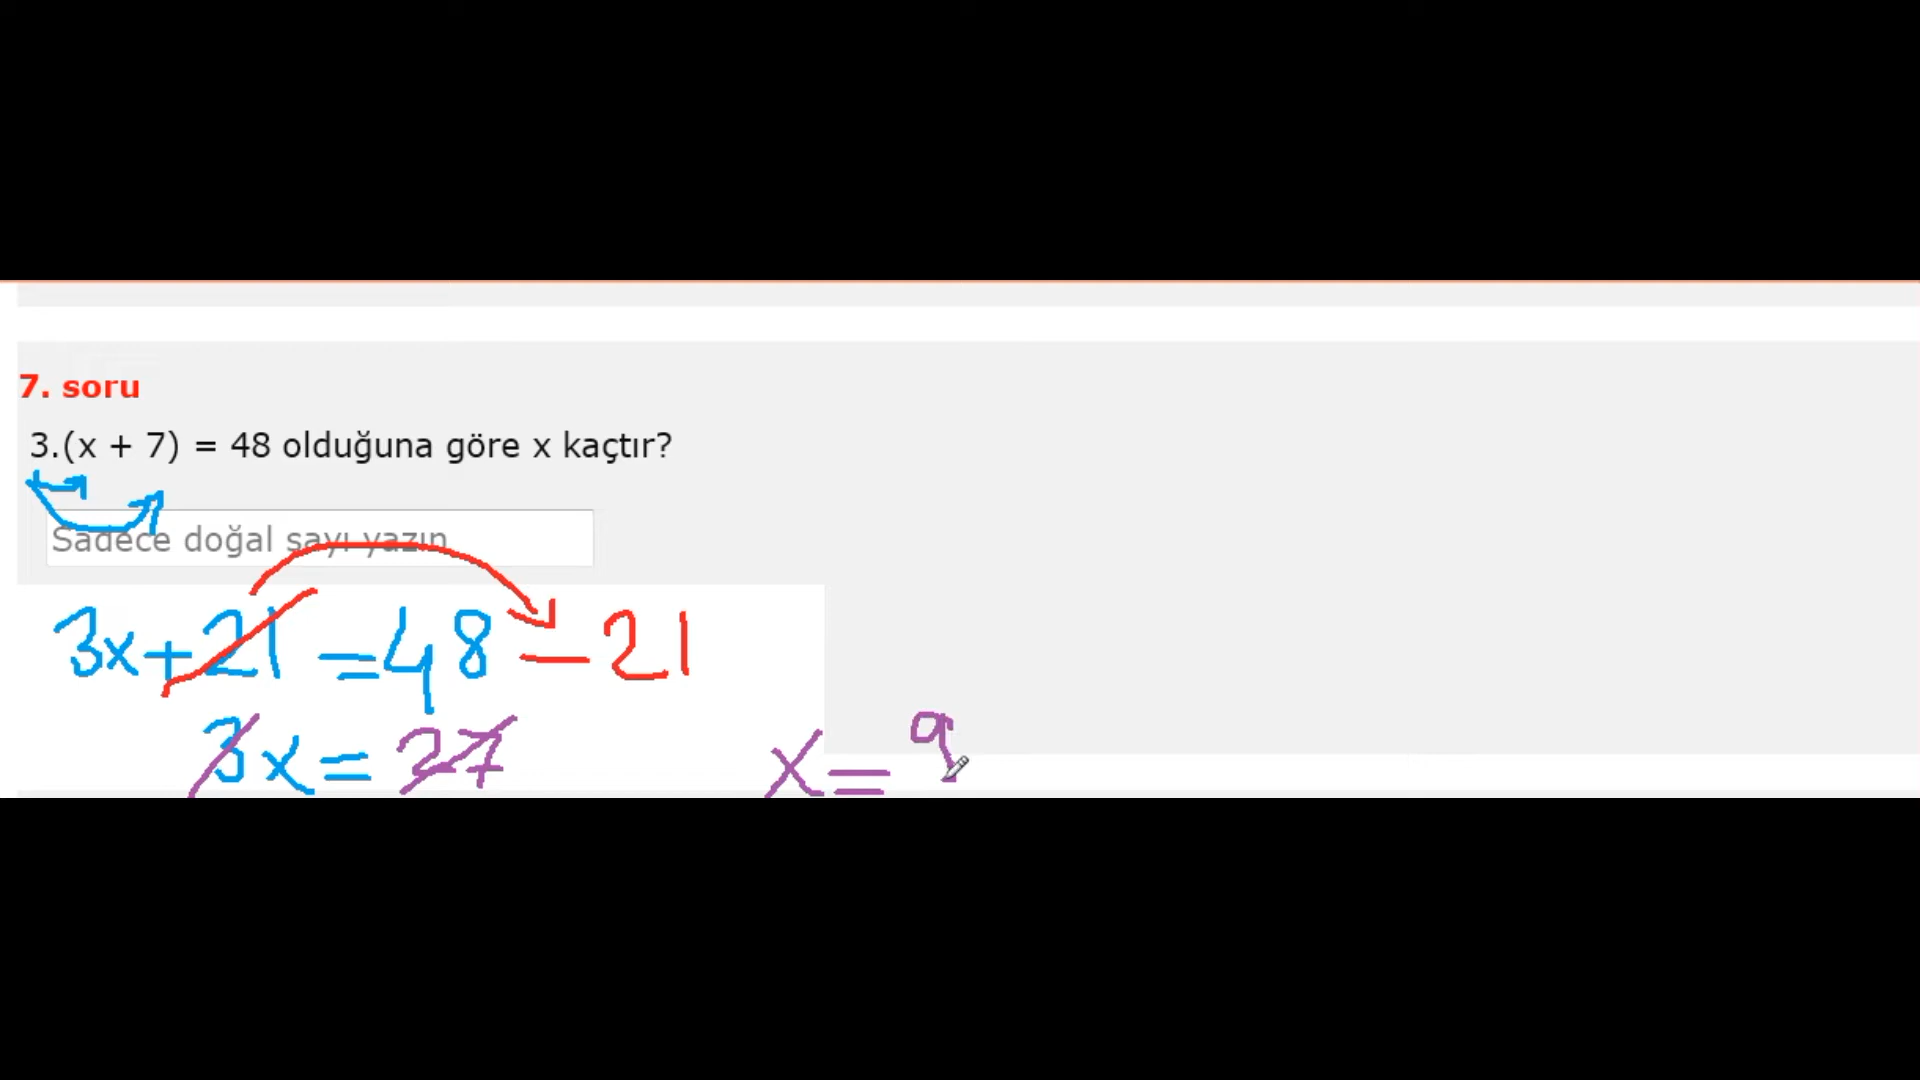 7. soru
3.(x + 7) = 48 olduğuna göre x kaçtır?
Sadece doğal sayı yazın
3x+21=48-21
3x=27 x=9